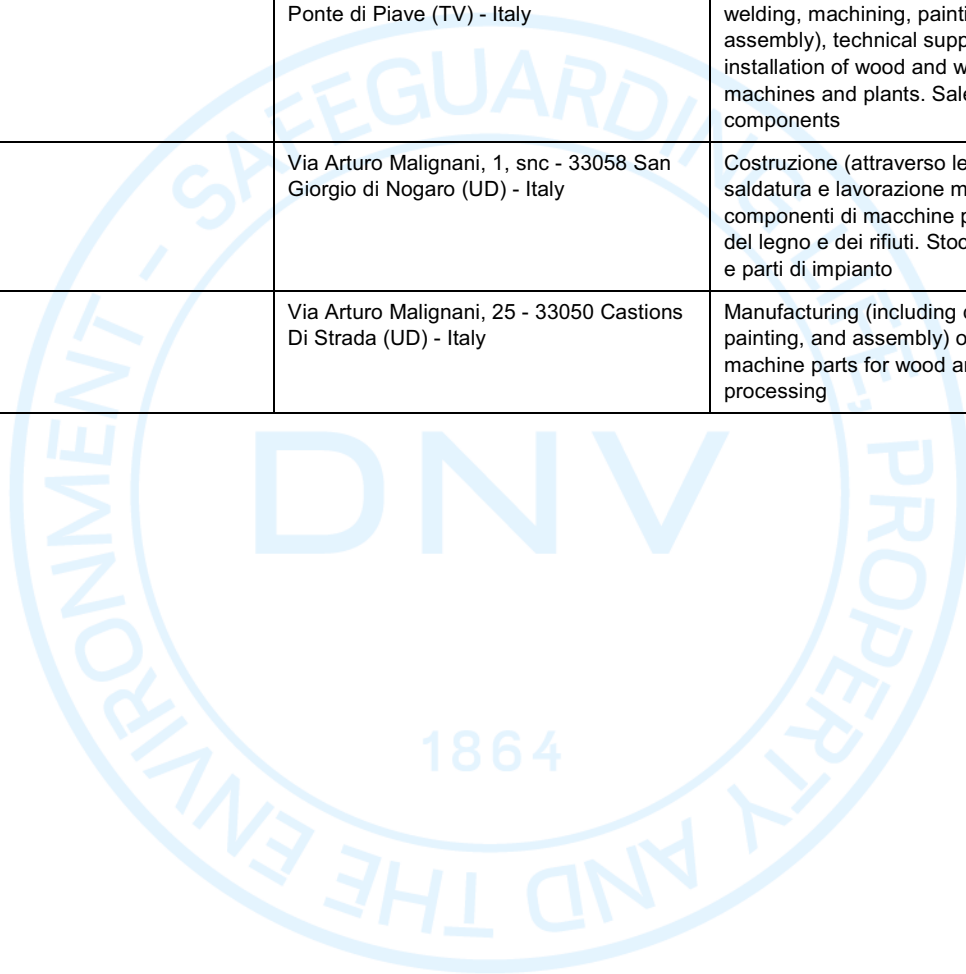 Ponte di Piave (TV) - Italy
welding, machining, painti
assembly), technical supp
installation of wood and w
machines and plants. Sale
components
Via Arturo Malignani, 1, snc - 33058 San
Giorgio di Nogaro (UD) - Italy
Costruzione (attraverso le
saldatura e lavorazione m
componenti di macchine p
del legno e dei rifiuti. Stoc
e parti di impianto
Via Arturo Malignani, 25 - 33050 Castions
Di Strada (UD) - Italy
Manufacturing (including c
painting, and assembly) o
machine parts for wood an
processing
SAFEGUARDING LIFE, PROPERTY AND THE ENVIRONMENT -
DNV
1864